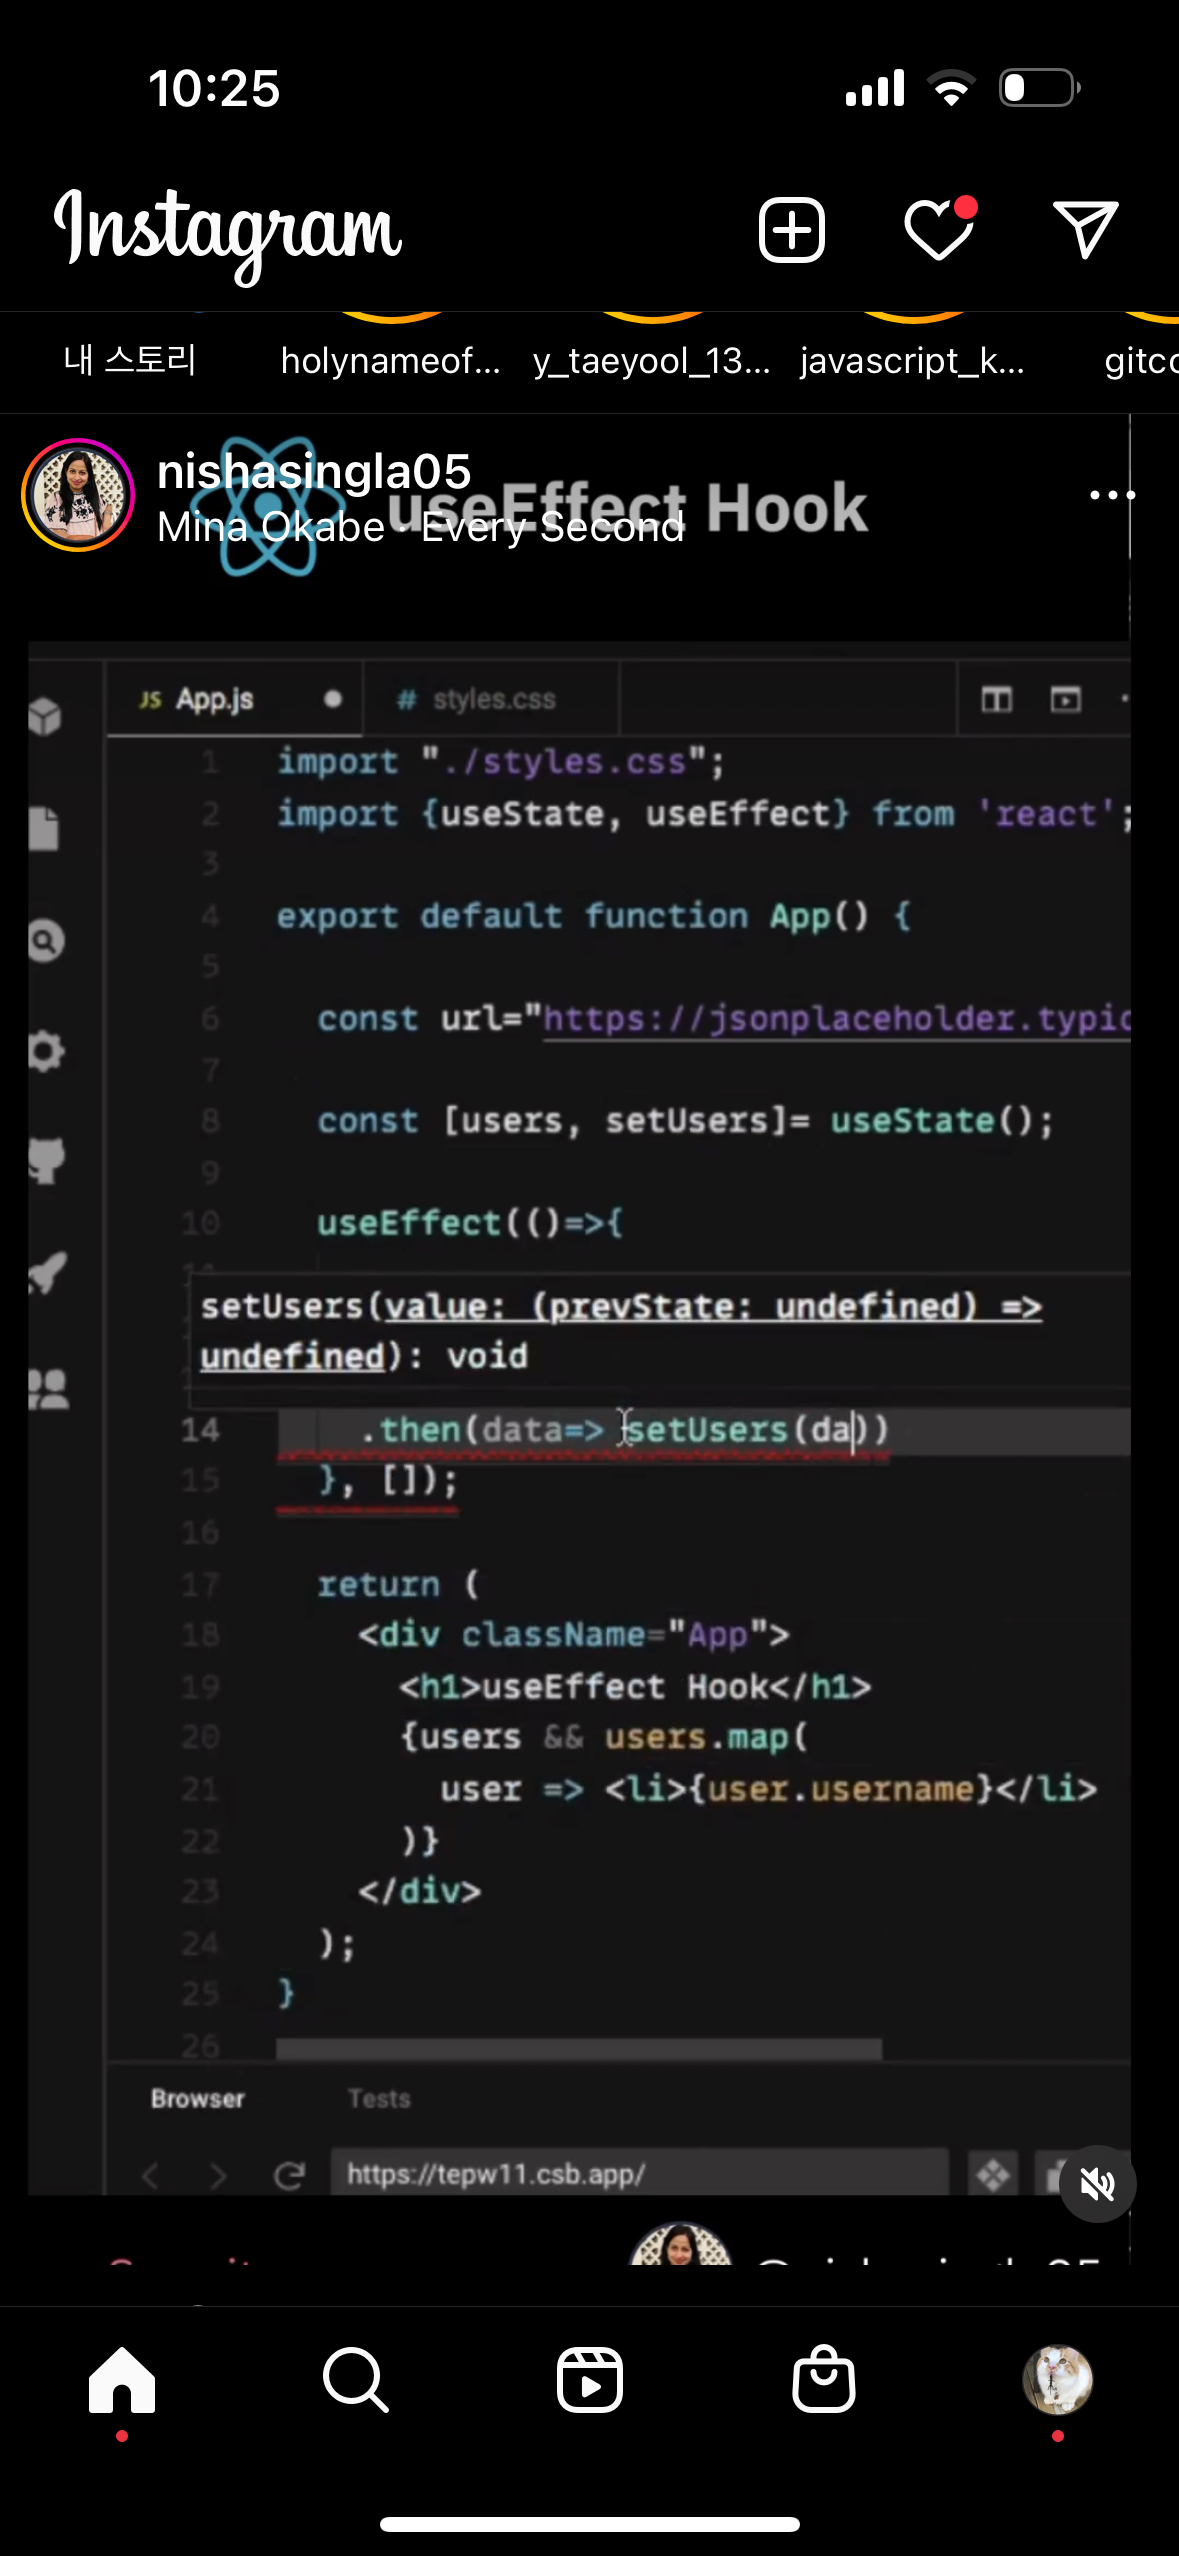 10:25
Instagram
내 스토리
holynameof...
y_taeyool_13...
javascript_k...
gitco
nishasingla05
Mina Okabe · Every Second
useEffect Hook
JS App.js
# styles.css
1 import "./styles.css";
2 import {useState, useEffect} from 'react';
3
4 export default function App() {
5
6 const url="https://jsonplaceholder.typic
7
8 const [users, setUsers]= useState();
9
10 useEffect(()=>{
setUsers(value: (prevState: undefined) =>
undefined): void
14 .then(data=> setUsers(da))
15 }, []);
16
17 return (
18 <div className="App">
19 <h1>useEffect Hook</h1>
20 {users && users.map(
21 user => <li>{user.username}</li>
22 )}
23 </div>
24 );
25 }
26
Browser
Tests
https://tepw11.csb.app/